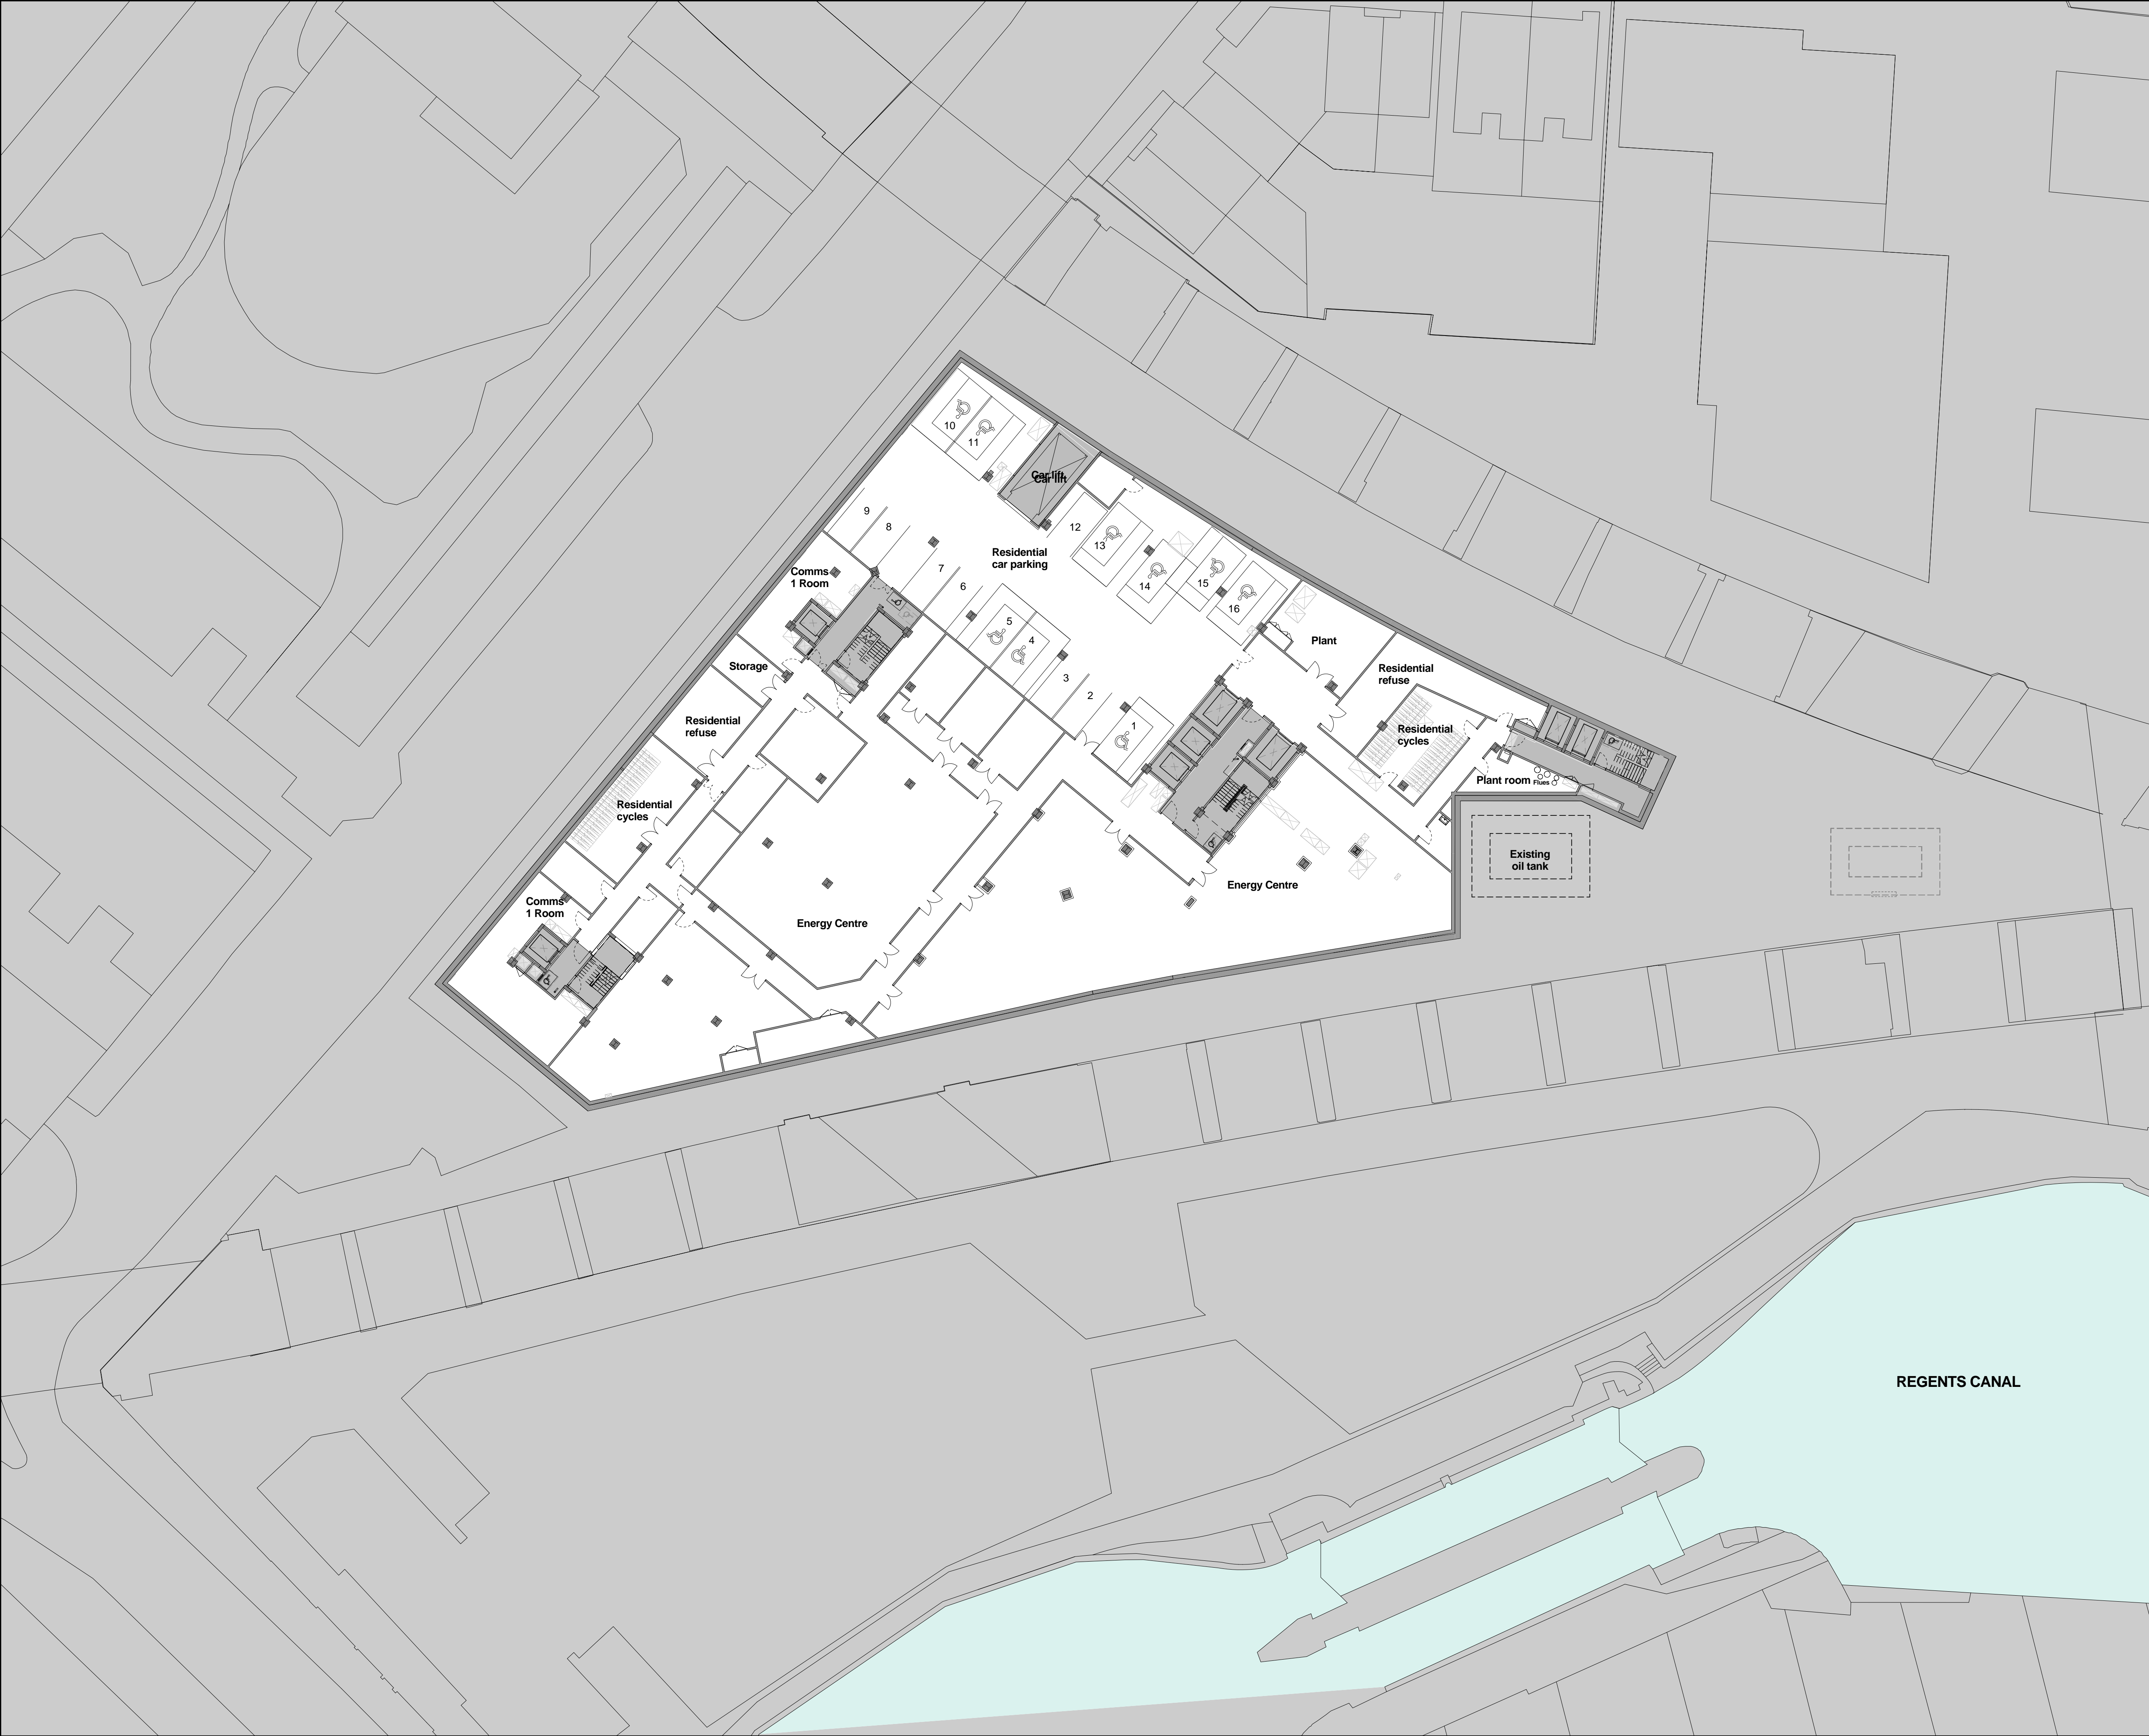 10
11
Car lift
Car lift
9
8
12
13
Residential
car parking
7
6
14
15
16
Comms
1 Room
5
4
Plant
Storage
3
2
1
Residential
refuse
Residential
refuse
Residential
cycles
Plant room
Flues
Residential
cycles
Existing
oil tank
Energy Centre
Comms
1 Room
Energy Centre
REGENTS CANAL